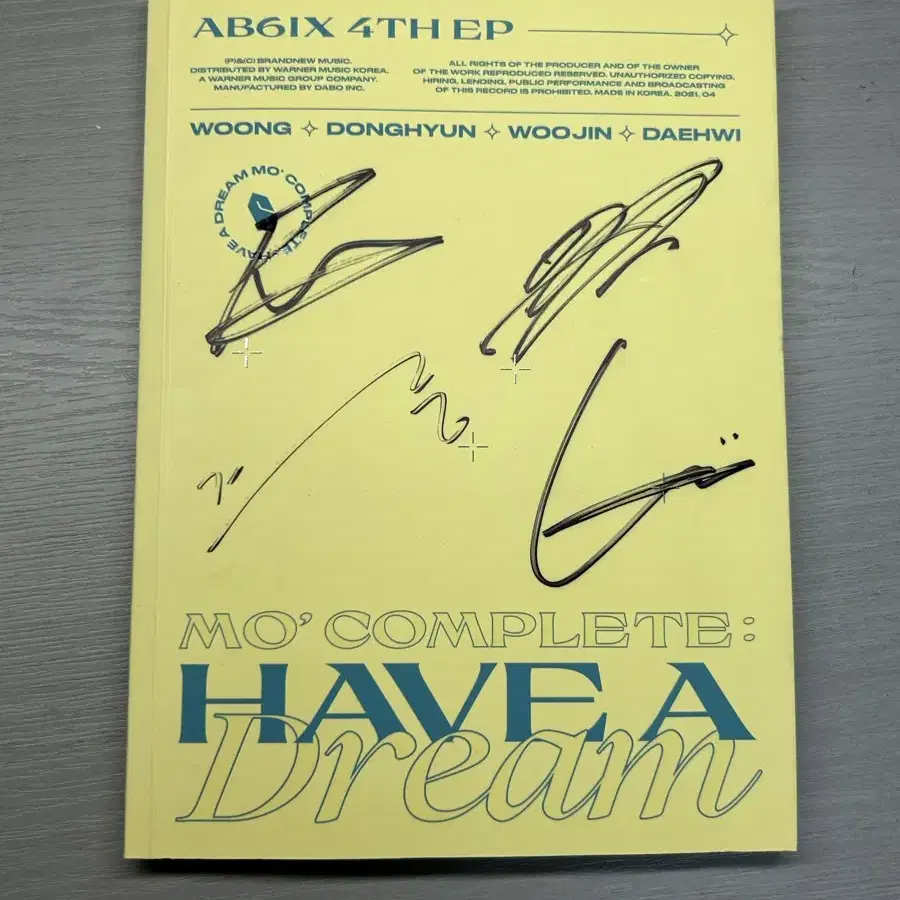 AB6IX 4TH EP
(P)&(C) BRANDNEW MUSIC.
DISTRIBUTED BY WARNER MUSIC KOREA,
A WARNER MUSIC GROUP COMPANY.
MANUFACTURED BY DABO INC.
ALL RIGHTS OF THE PRODUCER AND OF THE OWNER
OF THE WORK REPRODUCED RESERVED. UNAUTHORIZED COPYING,
HIRING, LENDING, PUBLIC PERFORMANCE AND BROADCASTING
OF THIS RECORD IS PROHIBITED. MADE IN KOREA. 2021. 04
WOONG ✧ DONGHYUN ✧ WOOJIN ✧ DAEHWI
HAVE A DREAM MO' COMPLETE:
MO' COMPLETE:
HAVE A
Dream